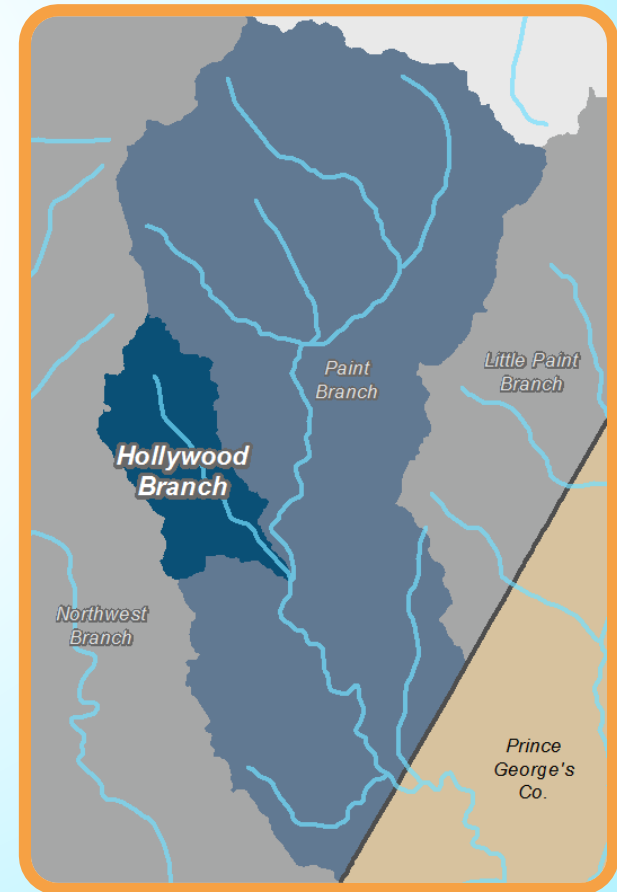 Paint
Branch
Little Paint
Branch
Hollywood
Branch
Northwest
Branch
Prince
George's
Co.